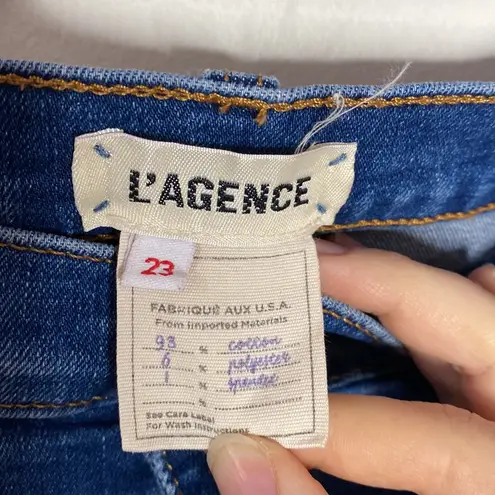 L'AGENCE
23
FABRIQUÉ AUX U.S.A.
From Imported Materials
93 % cotton
6 % polyester
1 % spandex
%
See Care Label
For Wash Instructions